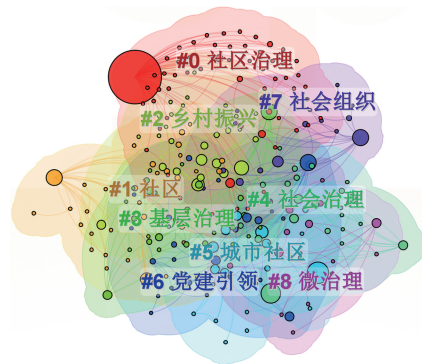 #0 社区治理
#7 社会组织
#2 乡村振兴
#1 社区
#4 社会治理
#3 基层治理
#5 城市社区
#6 党建引领
#8 微治理